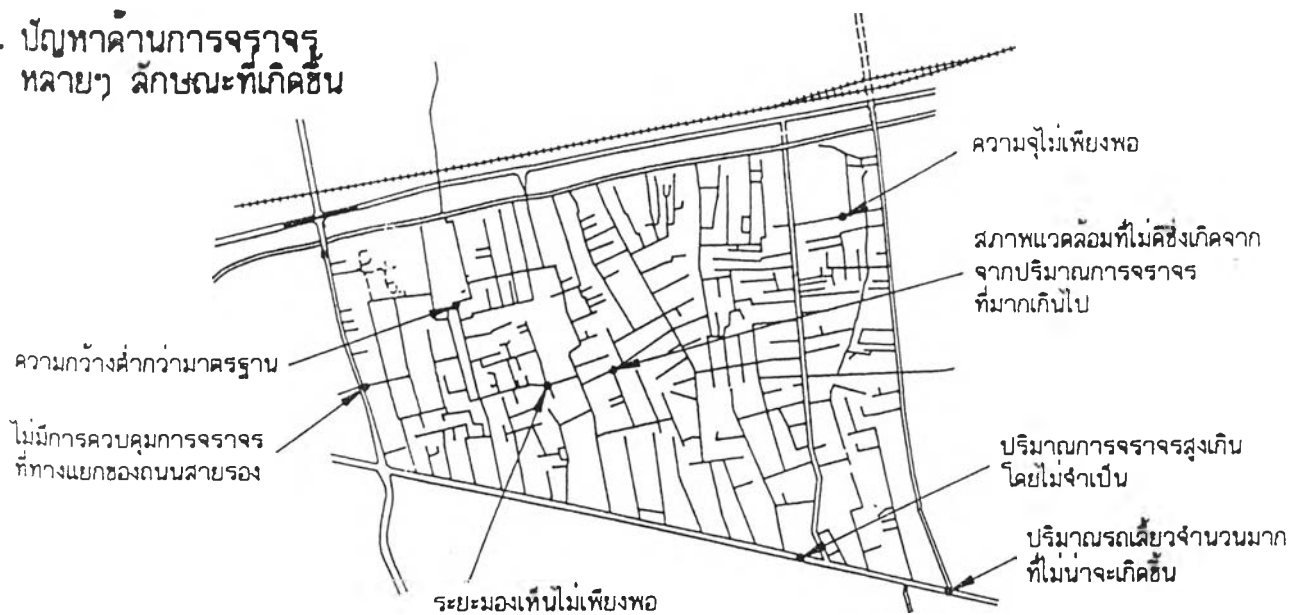 . ปัญหาด้านการจราจร
หลายๆ ลักษณะที่เกิดขึ้น
ความจุไม่เพียงพอ
สภาพแวดล้อมที่ไม่ดีซึ่งเกิดจาก
จากปริมาณการจราจร
ที่มากเกินไป
ความกว้างต่ำกว่ามาตรฐาน
ไม่มีการควบคุมการจราจร
ที่ทางแยกของถนนสายรอง
ปริมาณการจราจรสูงเกิน
โดยไม่จำเป็น
ปริมาณรถเลี้ยวจำนวนมาก
ที่ไม่น่าจะเกิดขึ้น
ระยะมองเห็นไม่เพียงพอ